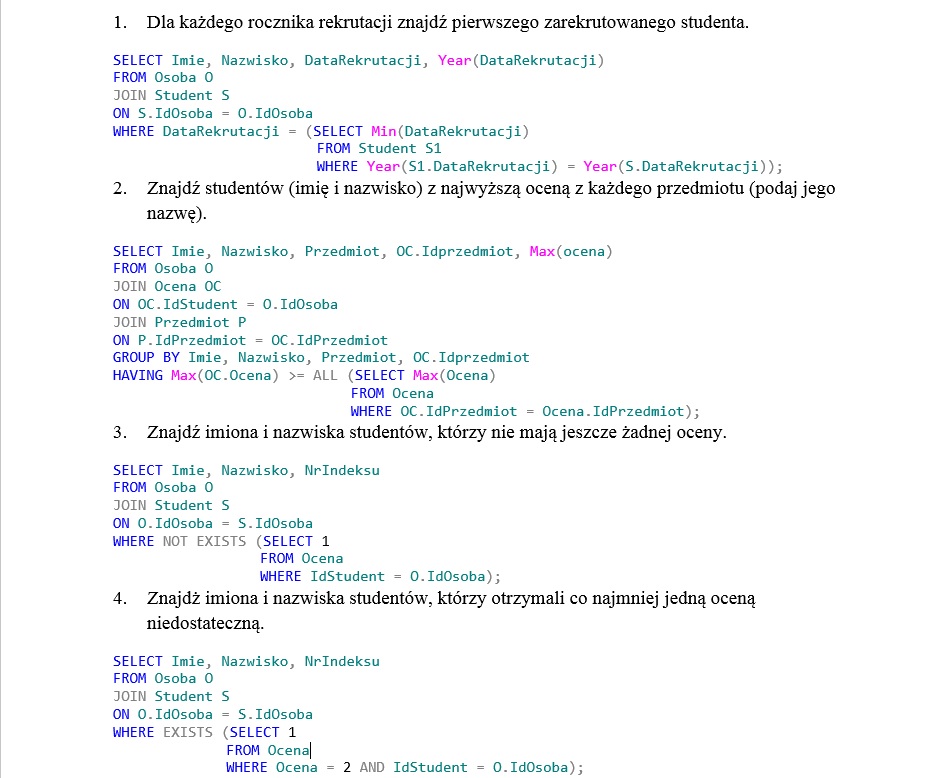 1. Dla każdego rocznika rekrutacji znajdź pierwszego zarekrutowanego studenta.
SELECT Imie, Nazwisko, DataRekrutacji, Year(DataRekrutacji)
FROM Osoba O
JOIN Student S
ON S.IdOsoba = O.IdOsoba
WHERE DataRekrutacji = (SELECT Min(DataRekrutacji)
FROM Student S1
WHERE Year(S1.DataRekrutacji) = Year(S.DataRekrutacji));
2. Znajdź studentów (imię i nazwisko) z najwyższą oceną z każdego przedmiotu (podaj jego
nazwę).
SELECT Imie, Nazwisko, Przedmiot, OC.Idprzedmiot, Max(ocena)
FROM Osoba O
JOIN Ocena OC
ON OC.IdStudent = O.IdOsoba
JOIN Przedmiot P
ON P.IdPrzedmiot = OC.IdPrzedmiot
GROUP BY Imie, Nazwisko, Przedmiot, OC.Idprzedmiot
HAVING Max(OC.Ocena) >= ALL (SELECT Max(Ocena)
FROM Ocena
WHERE OC.IdPrzedmiot = Ocena.IdPrzedmiot);
3. Znajdź imiona i nazwiska studentów, którzy nie mają jeszcze żadnej oceny.
SELECT Imie, Nazwisko, NrIndeksu
FROM Osoba O
JOIN Student S
ON O.IdOsoba = S.IdOsoba
WHERE NOT EXISTS (SELECT 1
FROM Ocena
WHERE IdStudent = O.IdOsoba);
4. Znajdż imiona i nazwiska studentów, którzy otrzymali co najmniej jedną oceną
niedostateczną.
SELECT Imie, Nazwisko, NrIndeksu
FROM Osoba O
JOIN Student S
ON O.IdOsoba = S.IdOsoba
WHERE EXISTS (SELECT 1
FROM Ocena
WHERE Ocena = 2 AND IdStudent = O.IdOsoba);